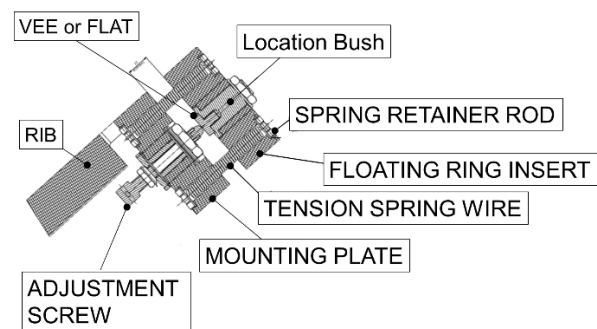 VEE or FLAT
Location Bush
SPRING RETAINER ROD
RIB
FLOATING RING INSERT
TENSION SPRING WIRE
MOUNTING PLATE
ADJUSTMENT
SCREW